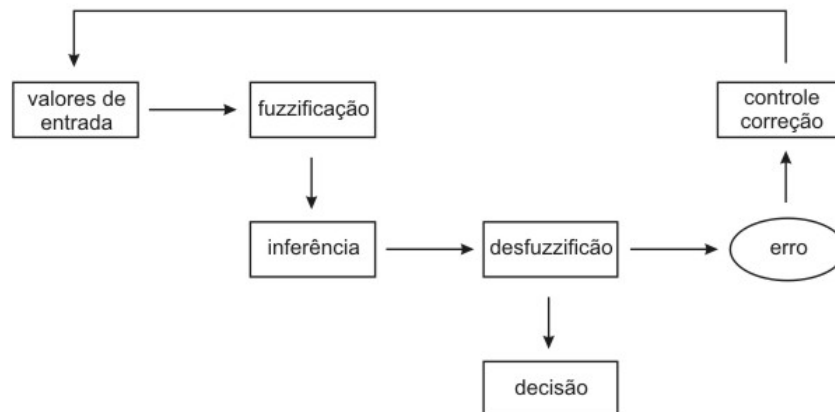 valores de
entrada
fuzzificação
controle
correção
inferência
desfuzzificão
erro
decisão